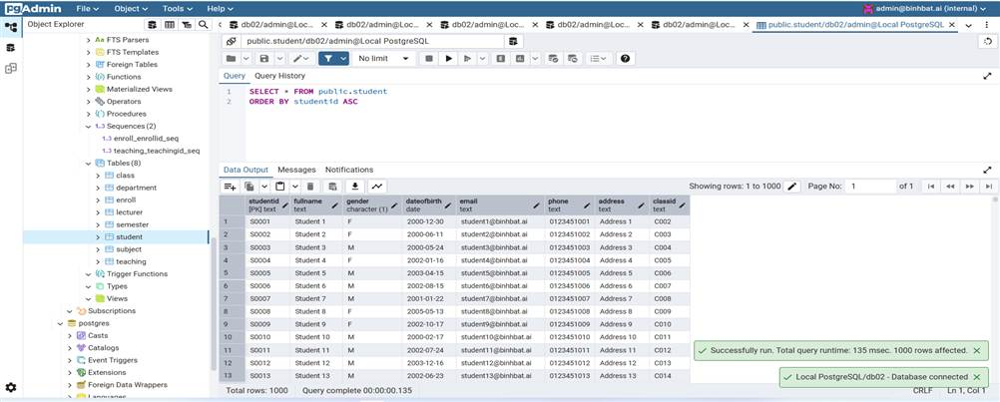 pgAdmin File Object Tools Help admin@binhbat.ai (internal)
Object Explorer
db02/admin@Loc... db02/admin@Loc... db02/admin@Loc... db02/admin@Loc... db02/admin@Loc... public.student/db02/admin@Local PostgreSQL
public.student/db02/admin@Local PostgreSQL
No limit
Query Query History
1 SELECT * FROM public.student
2 ORDER BY studentid ASC
FTS Parsers
FTS Templates
Foreign Tables
Functions
Materialized Views
Operators
Procedures
Sequences (2)
enroll_enrollid_seq
teaching_teachingid_seq
Tables (8)
class
department
enroll
lecturer
semester
student
subject
teaching
Trigger Functions
Types
Views
Subscriptions
postgres
Casts
Catalogs
Event Triggers
Extensions
Foreign Data Wrappers
Languages
Data Output Messages Notifications
Showing rows: 1 to 1000 Page No: 1 of 1
studentid fullname gender dateofbirth email phone address classid
[PK] text text character (1) date text text text text
1 S0001 Student 1 F 2000-12-30 student1@binhbat.ai 0123451001 Address 1 C002
2 S0002 Student 2 F 2000-06-11 student2@binhbat.ai 0123451002 Address 2 C003
3 S0003 Student 3 M 2000-05-24 student3@binhbat.ai 0123451003 Address 3 C004
4 S0004 Student 4 F 2002-01-16 student4@binhbat.ai 0123451004 Address 4 C005
5 S0005 Student 5 M 2003-04-15 student5@binhbat.ai 0123451005 Address 5 C006
6 S0006 Student 6 M 2002-08-15 student6@binhbat.ai 0123451006 Address 6 C007
7 S0007 Student 7 M 2001-01-22 student7@binhbat.ai 0123451007 Address 7 C008
8 S0008 Student 8 F 2005-05-13 student8@binhbat.ai 0123451008 Address 8 C009
9 S0009 Student 9 F 2002-10-17 student9@binhbat.ai 0123451009 Address 9 C010
10 S0010 Student 10 M 2000-02-17 student10@binhbat.ai 0123451010 Address 10 C011
11 S0011 Student 11 M 2002-07-24 student11@binhbat.ai 0123451011 Address 11 C012
12 S0012 Student 12 M 2003-12-16 student12@binhbat.ai 0123451012 Address 12 C013
13 S0013 Student 13 M 2002-06-23 student13@binhbat.ai 0123451013 Address 13 C014
Successfully run. Total query runtime: 135 msec. 1000 rows affected.
Local PostgreSQL/db02 - Database connected
Total rows: 1000 Query complete 00:00:00.135 CRLF Ln 1, Col 1